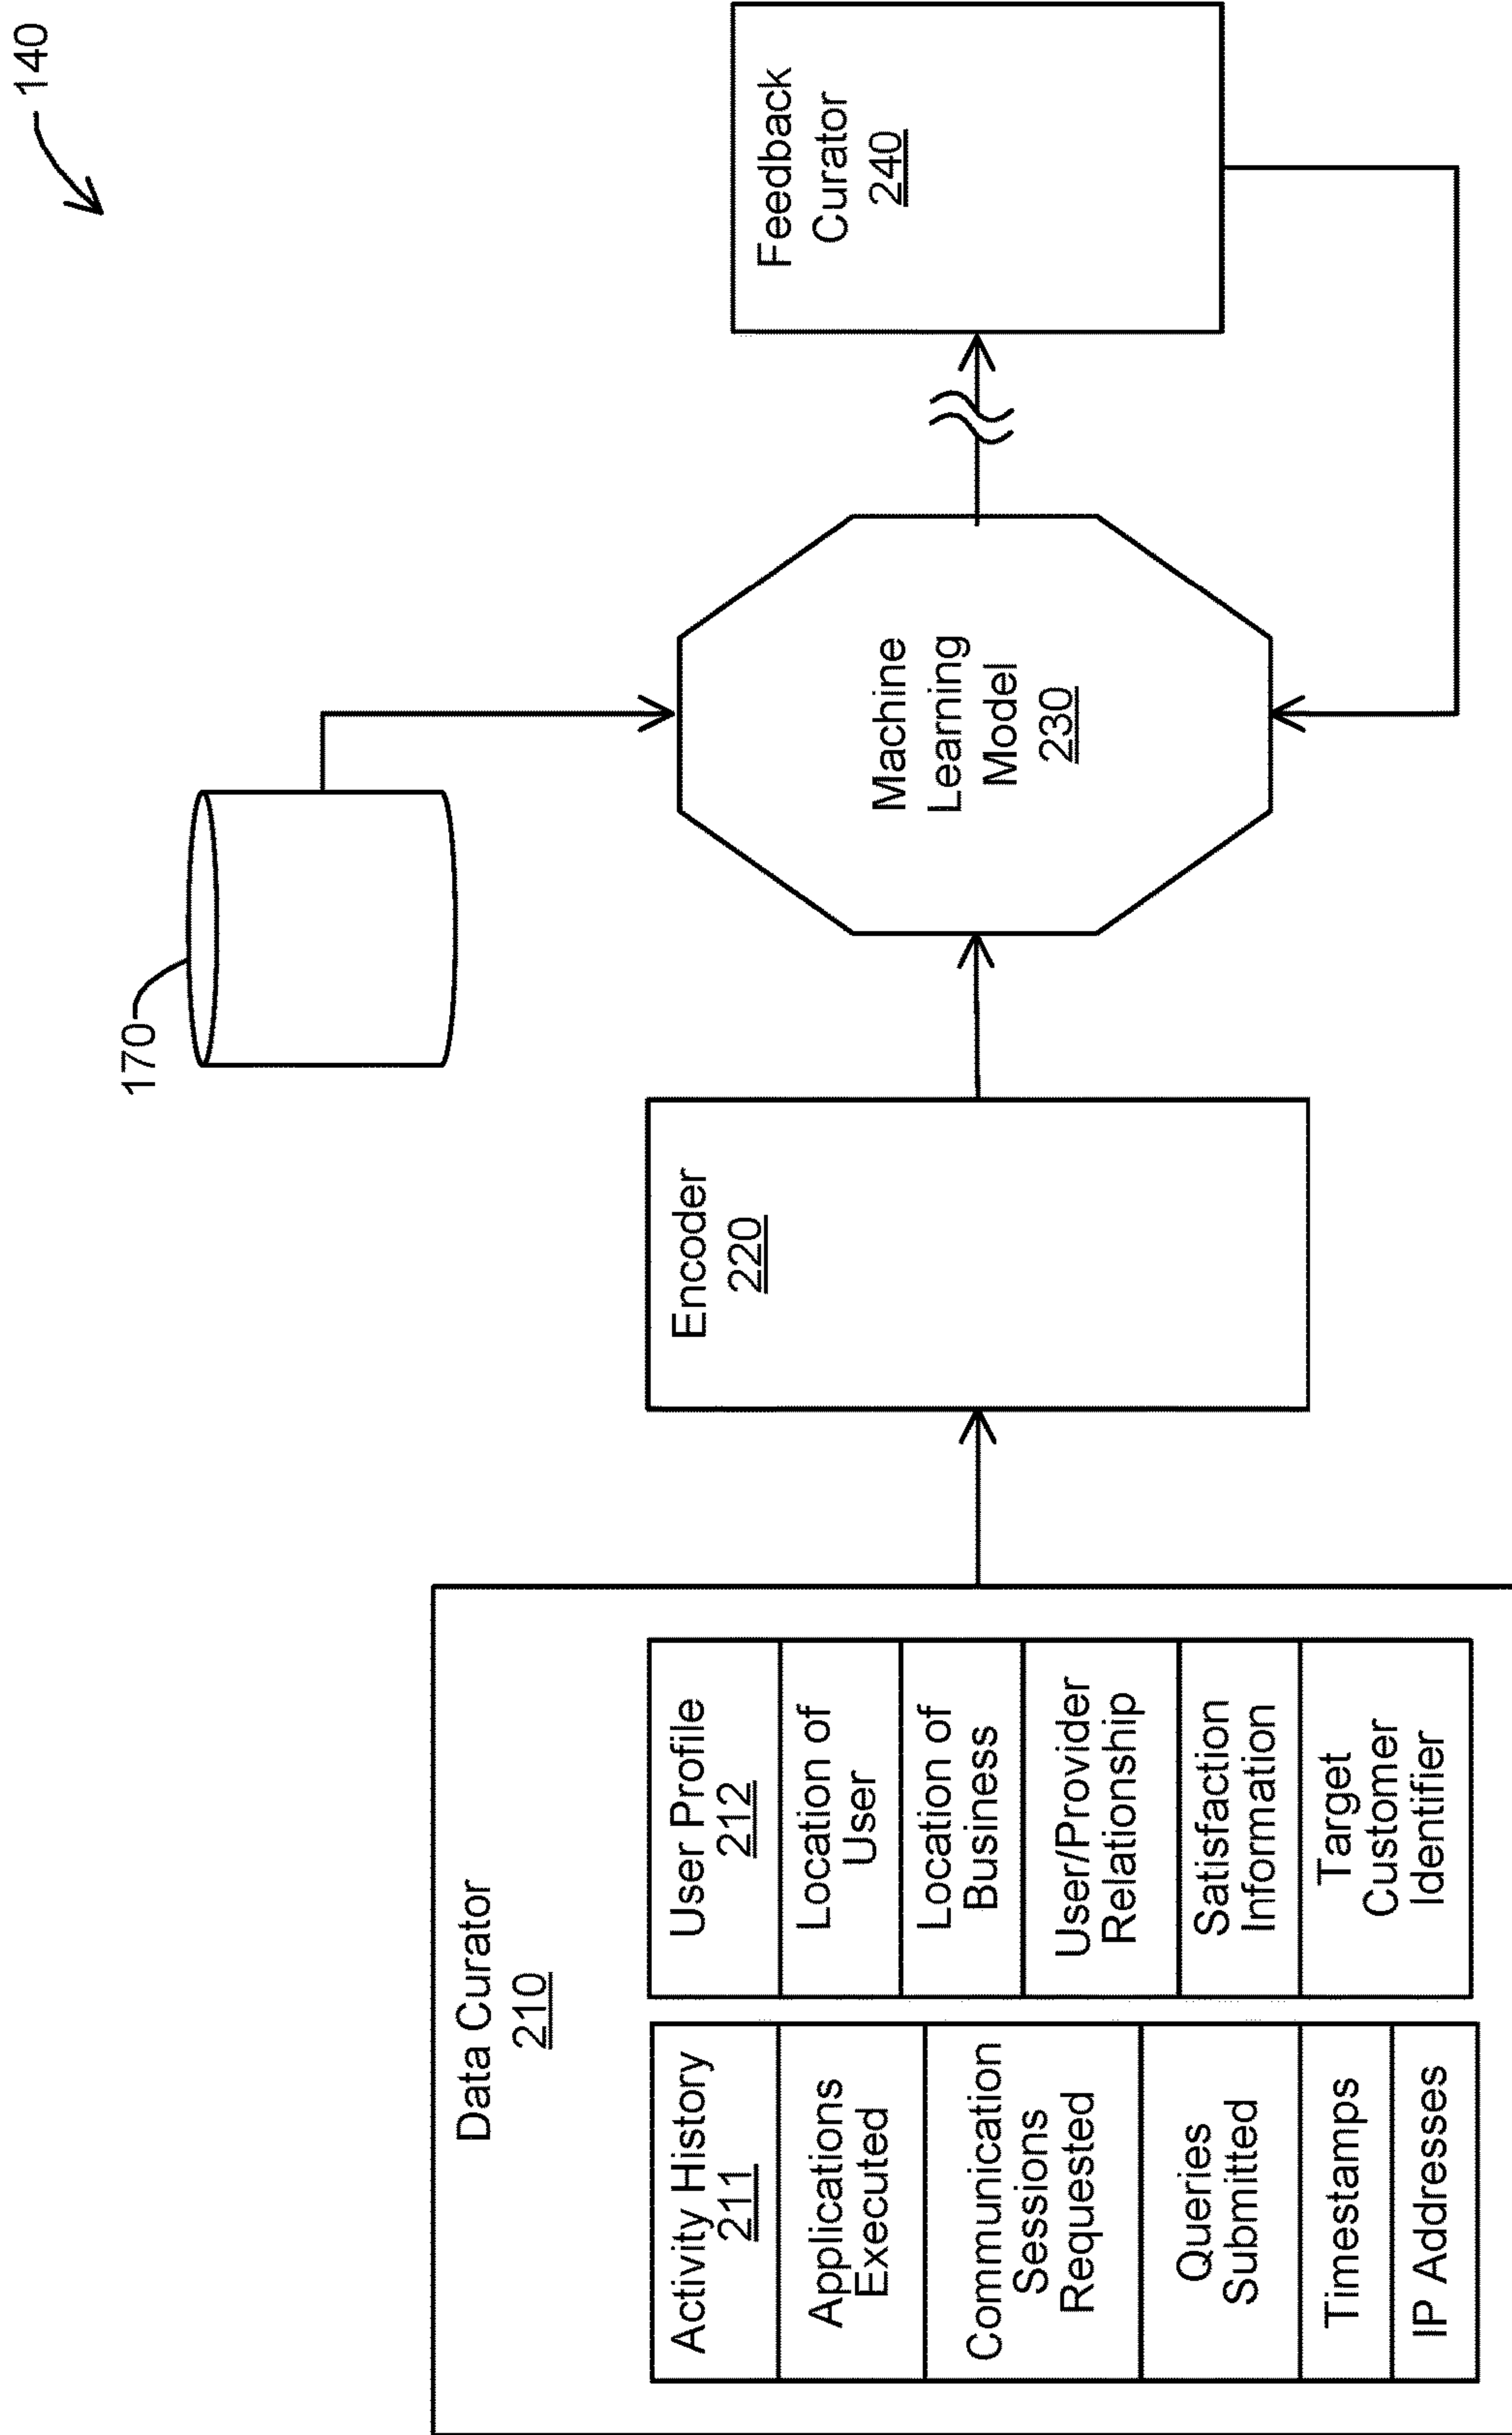 140
170
Data Curator
210
Activity History
211
Applications
Executed
Communication
Sessions
Requested
Queries
Submitted
Timestamps
IP Addresses
User Profile
212
Location of
User
Location of
Business
User/Provider
Relationship
Satisfaction
Information
Target
Customer
Identifier
Encoder
220
Machine
Learning
Model
230
Feedback
Curator
240